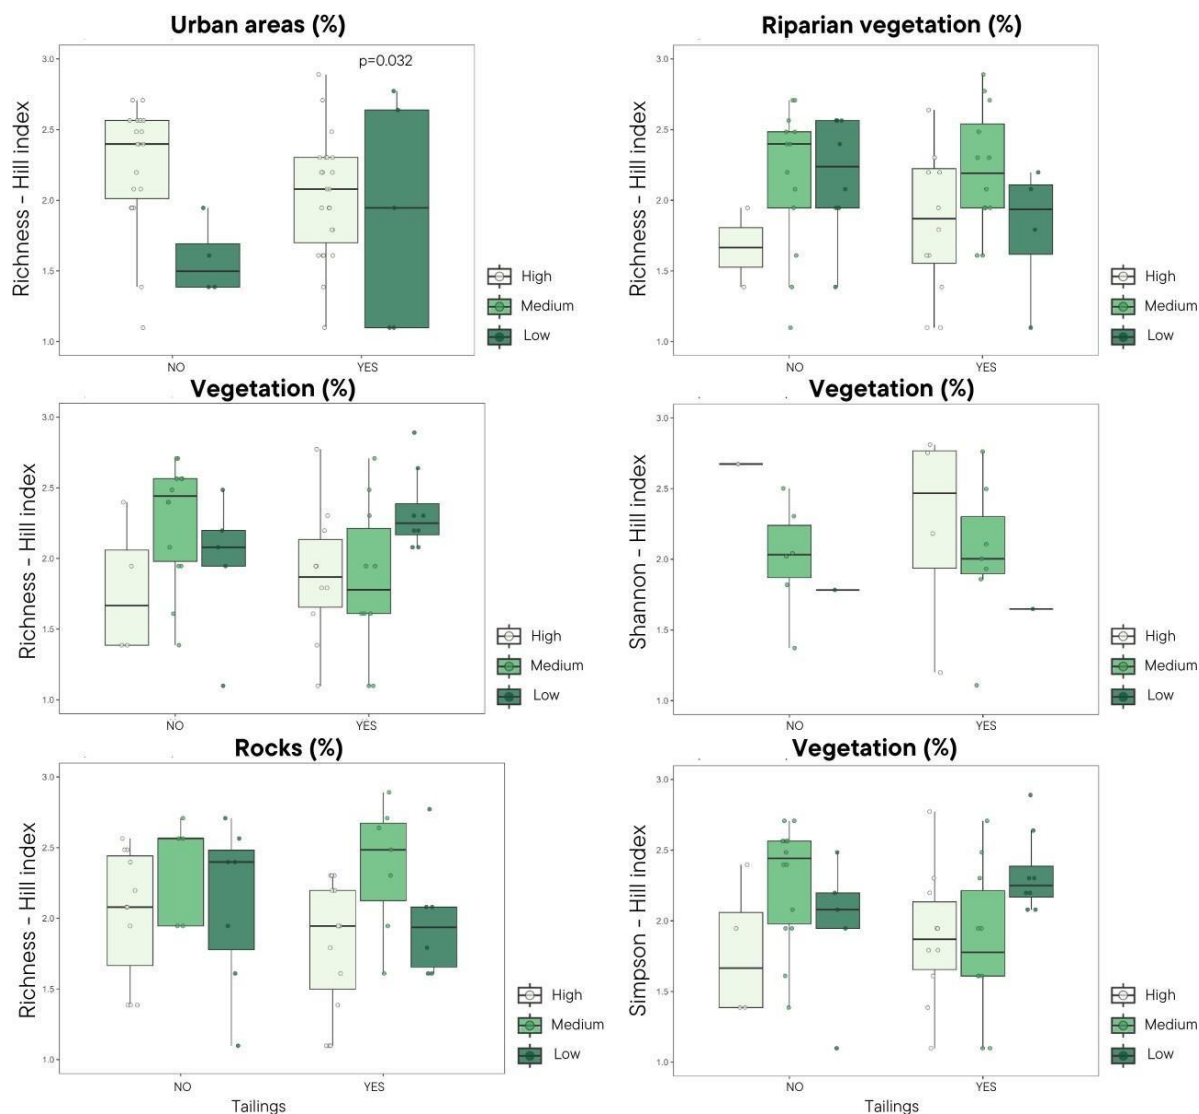 Urban areas (%)
Richness - Hill index
3.0
2.5
2.0
1.5
1.0
p=0.032
NO
YES
High
Medium
Low
Riparian vegetation (%)
Richness - Hill index
3.0
2.5
2.0
1.5
1.0
NO
YES
High
Medium
Low
Vegetation (%)
Richness - Hill index
3.0
2.5
2.0
1.5
1.0
NO
YES
High
Medium
Low
Vegetation (%)
Shannon - Hill index
3.0
2.5
2.0
1.5
1.0
NO
YES
High
Medium
Low
Rocks (%)
Richness - Hill index
3.0
2.5
2.0
1.5
1.0
NO
YES
Tailings
High
Medium
Low
Vegetation (%)
Simpson - Hill index
3.0
2.5
2.0
1.5
1.0
NO
YES
Tailings
High
Medium
Low